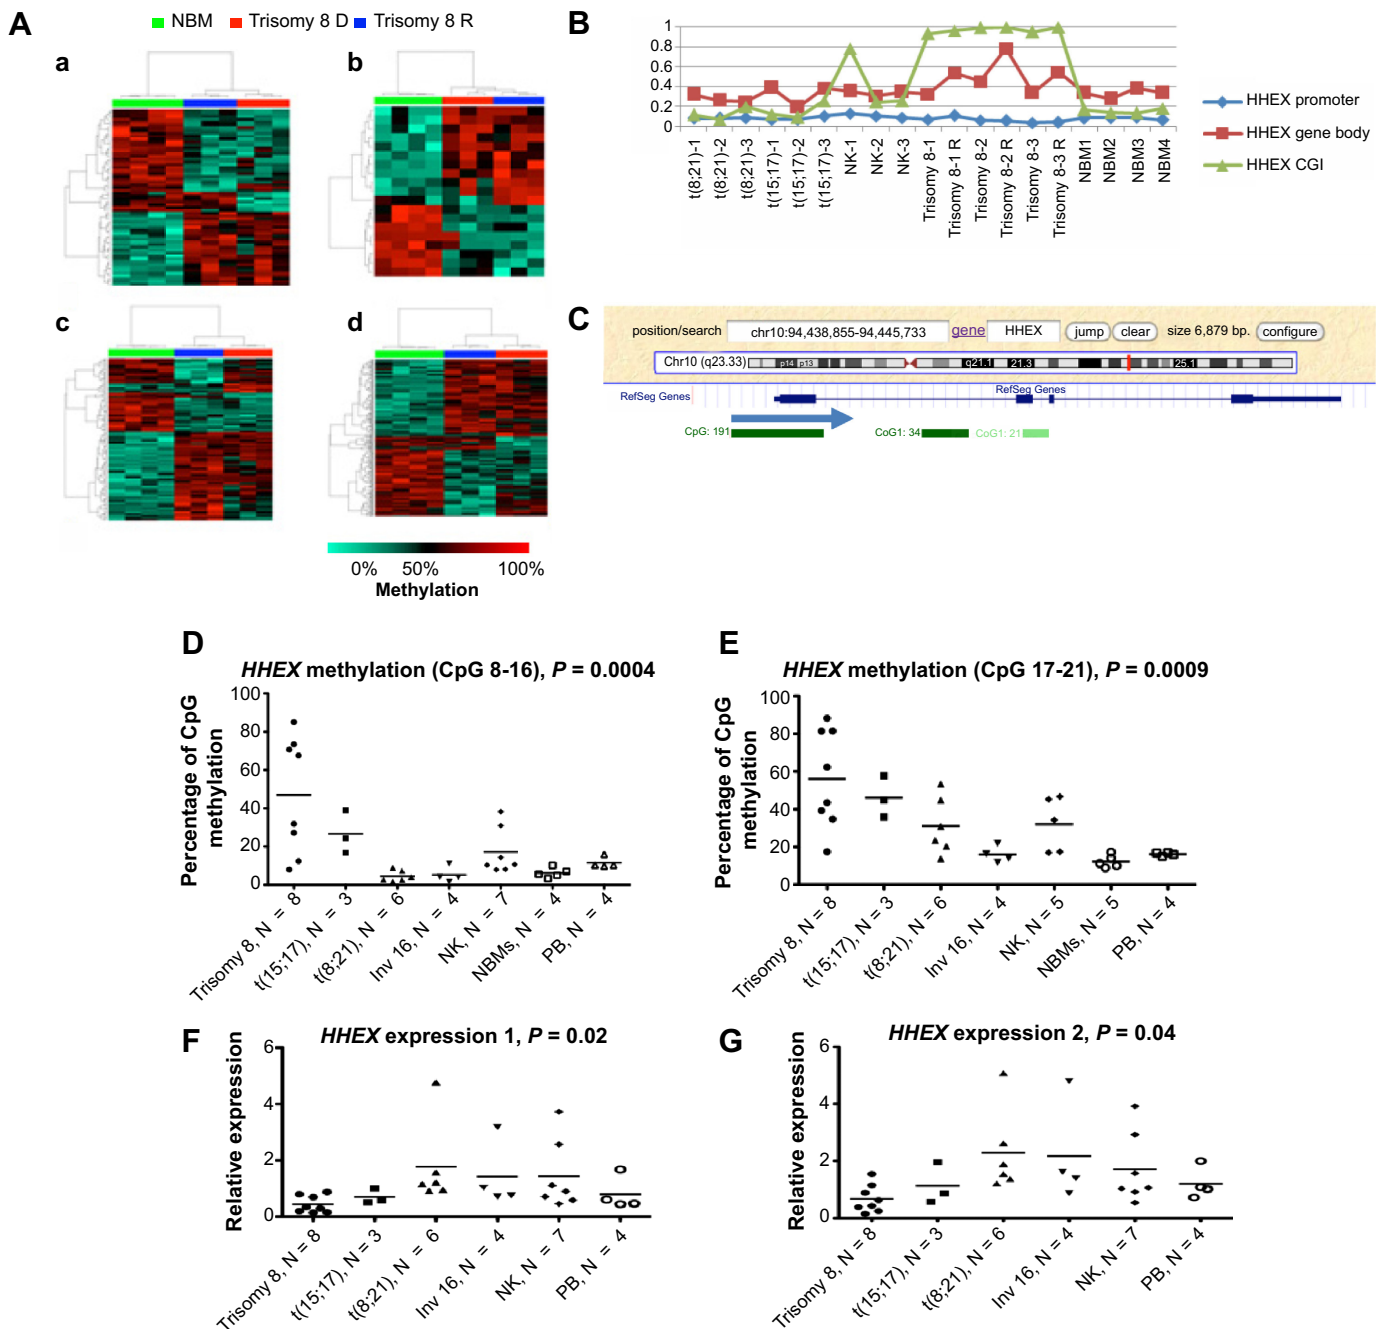 A
NBM Trisomy 8 D Trisomy 8 R
a
b
c
d
0% 50% 100%
Methylation
B
1
0.8
0.6
0.4
0.2
0
t(8;21)-1
t(8;21)-2
t(8;21)-3
t(15;17)-1
t(15;17)-2
t(15;17)-3
NK-1
NK-2
NK-3
Trisomy 8-1
Trisomy 8-1 R
Trisomy 8-2
Trisomy 8-2 R
Trisomy 8-3
Trisomy 8-3 R
NBM1
NBM2
NBM3
NBM4
HHEX promoter
HHEX gene body
HHEX CGI
C
position/search chr10:94,438,855-94,445,733 gene HHEX jump clear size 6,879 bp. configure
Chr10 (q23.33) p14 p13 q21.1 21.3 25.1
RefSeg Genes
RefSeg Genes
CpG: 191 CoG1: 34 CoG1: 21
D
HHEX methylation (CpG 8-16), P = 0.0004
Percentage of CpG
methylation
100
80
60
40
20
0
Trisomy 8, N = 8
t(15;17), N = 3
t(8;21), N = 6
Inv 16, N = 4
NK, N = 7
NBMs, N = 4
PB, N = 4
E
HHEX methylation (CpG 17-21), P = 0.0009
Percentage of CpG
methylation
100
80
60
40
20
0
Trisomy 8, N = 8
t(15;17), N = 3
t(8;21), N = 6
Inv 16, N = 4
NK, N = 5
NBMs, N = 5
PB, N = 4
F
HHEX expression 1, P = 0.02
Relative expression
6
4
2
0
Trisomy 8, N = 8
t(15;17), N = 3
t(8;21), N = 6
Inv 16, N = 4
NK, N = 7
PB, N = 4
G
HHEX expression 2, P = 0.04
Relative expression
6
4
2
0
Trisomy 8, N = 8
t(15;17), N = 3
t(8;21), N = 6
Inv 16, N = 4
NK, N = 7
PB, N = 4